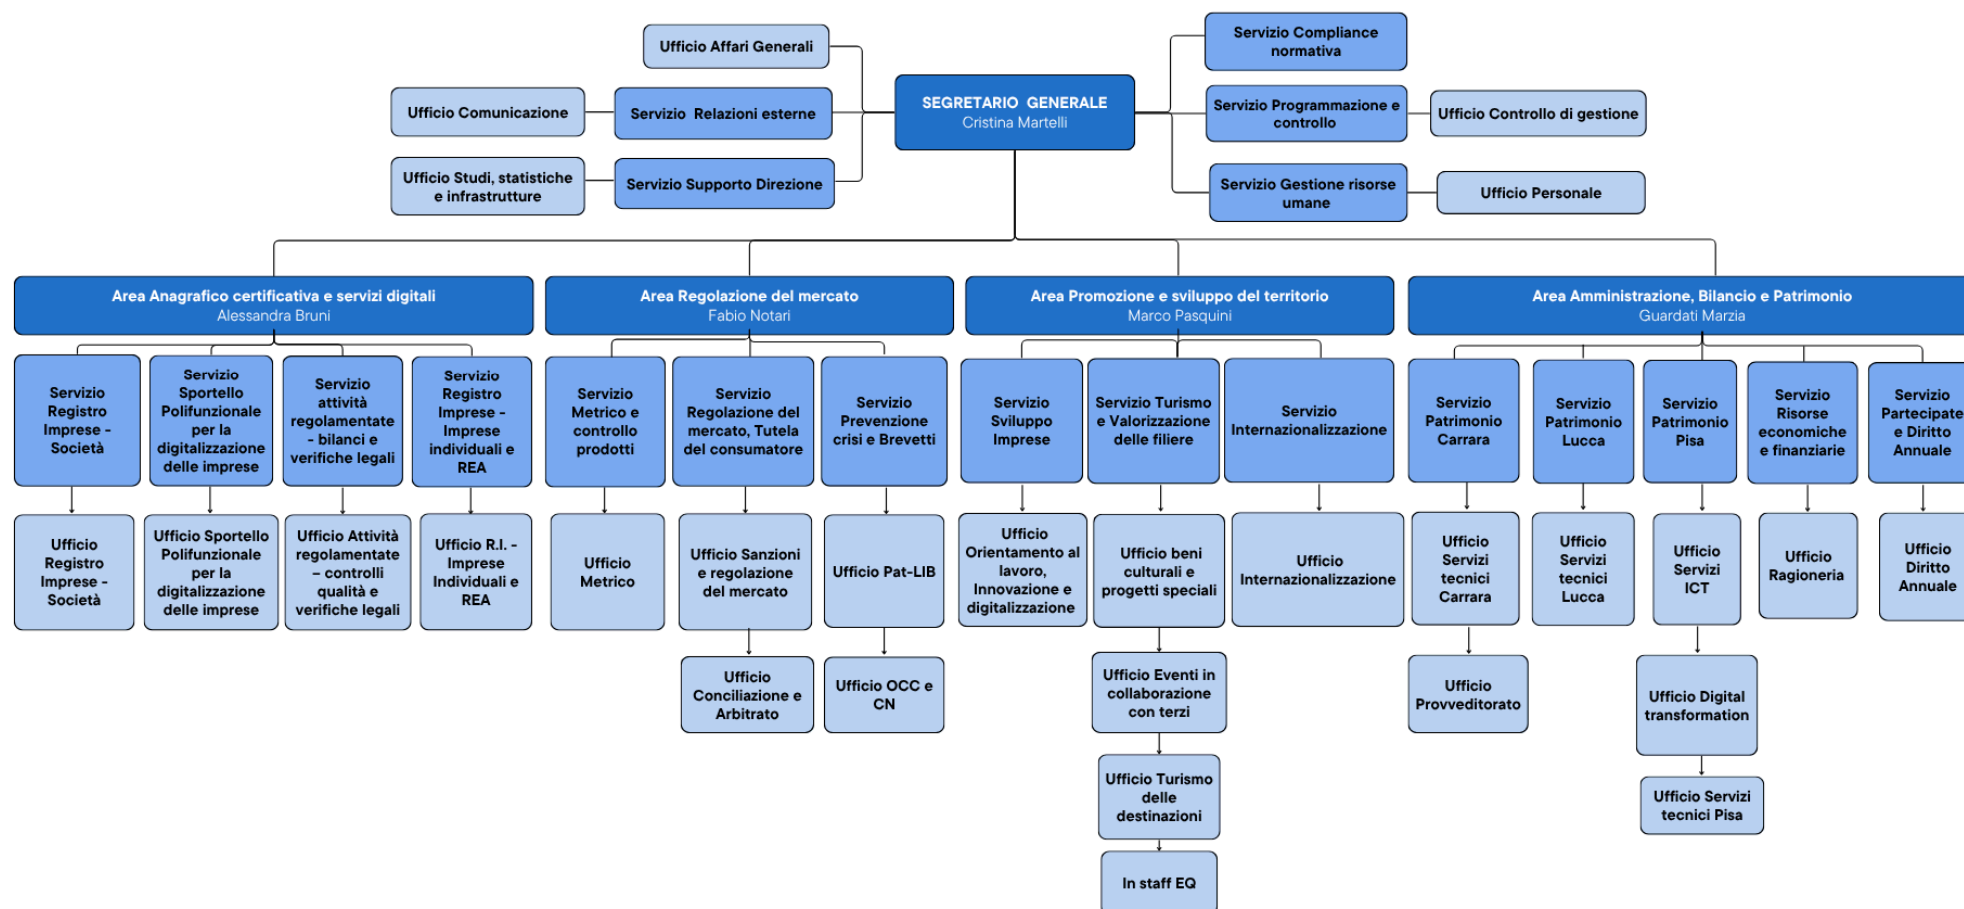 Ufficio Affari Generali
Servizio Compliance
normativa
SEGRETARIO GENERALE
Cristina Martelli
Ufficio Comunicazione
Servizio Relazioni esterne
Servizio Programmazione e
controllo
Ufficio Controllo di gestione
Ufficio Studi, statistiche
e infrastrutture
Servizio Supporto Direzione
Servizio Gestione risorse
umane
Ufficio Personale
Area Anagrafico certificativa e servizi digitali
Alessandra Bruni
Area Regolazione del mercato
Fabio Notari
Area Promozione e sviluppo del territorio
Marco Pasquini
Area Amministrazione, Bilancio e Patrimonio
Guardati Marzia
Servizio
Registro
Imprese -
Società
Servizio
Sportello
Polifunzionale
per la
digitalizzazione
delle imprese
Servizio
attività
regolamentate
- bilanci e
verifiche legali
Servizio
Registro
Imprese -
Imprese
individuali e
REA
Servizio
Metrico e
controllo
prodotti
Servizio
Regolazione del
mercato, Tutela
del consumatore
Servizio
Prevenzione
crisi e Brevetti
Servizio
Sviluppo
Imprese
Servizio Turismo
e Valorizzazione
delle filiere
Servizio
Internazionalizzazione
Servizio
Patrimonio
Carrara
Servizio
Patrimonio
Lucca
Servizio
Patrimonio
Pisa
Servizio
Risorse
economiche
e finanziarie
Servizio
Partecipate
e Diritto
Annuale
Ufficio
Registro
Imprese -
Società
Ufficio Sportello
Polifunzionale
per la
digitalizzazione
delle imprese
Ufficio Attività
regolamentate
– controlli
qualità e
verifiche legali
Ufficio R.I. -
Imprese
Individuali e
REA
Ufficio
Metrico
Ufficio Sanzioni
e regolazione
del mercato
Ufficio Pat-LIB
Ufficio
Orientamento al
lavoro,
Innovazione e
digitalizzazione
Ufficio beni
culturali e
progetti speciali
Ufficio
Internazionalizzazione
Ufficio
Servizi
tecnici
Carrara
Ufficio
Servizi
tecnici
Lucca
Ufficio
Servizi
ICT
Ufficio
Ragioneria
Ufficio
Diritto
Annuale
Ufficio
Conciliazione e
Arbitrato
Ufficio OCC e
CN
Ufficio Eventi in
collaborazione
con terzi
Ufficio
Provveditorato
Ufficio Digital
transformation
Ufficio Turismo
delle
destinazioni
Ufficio Servizi
tecnici Pisa
In staff EQ